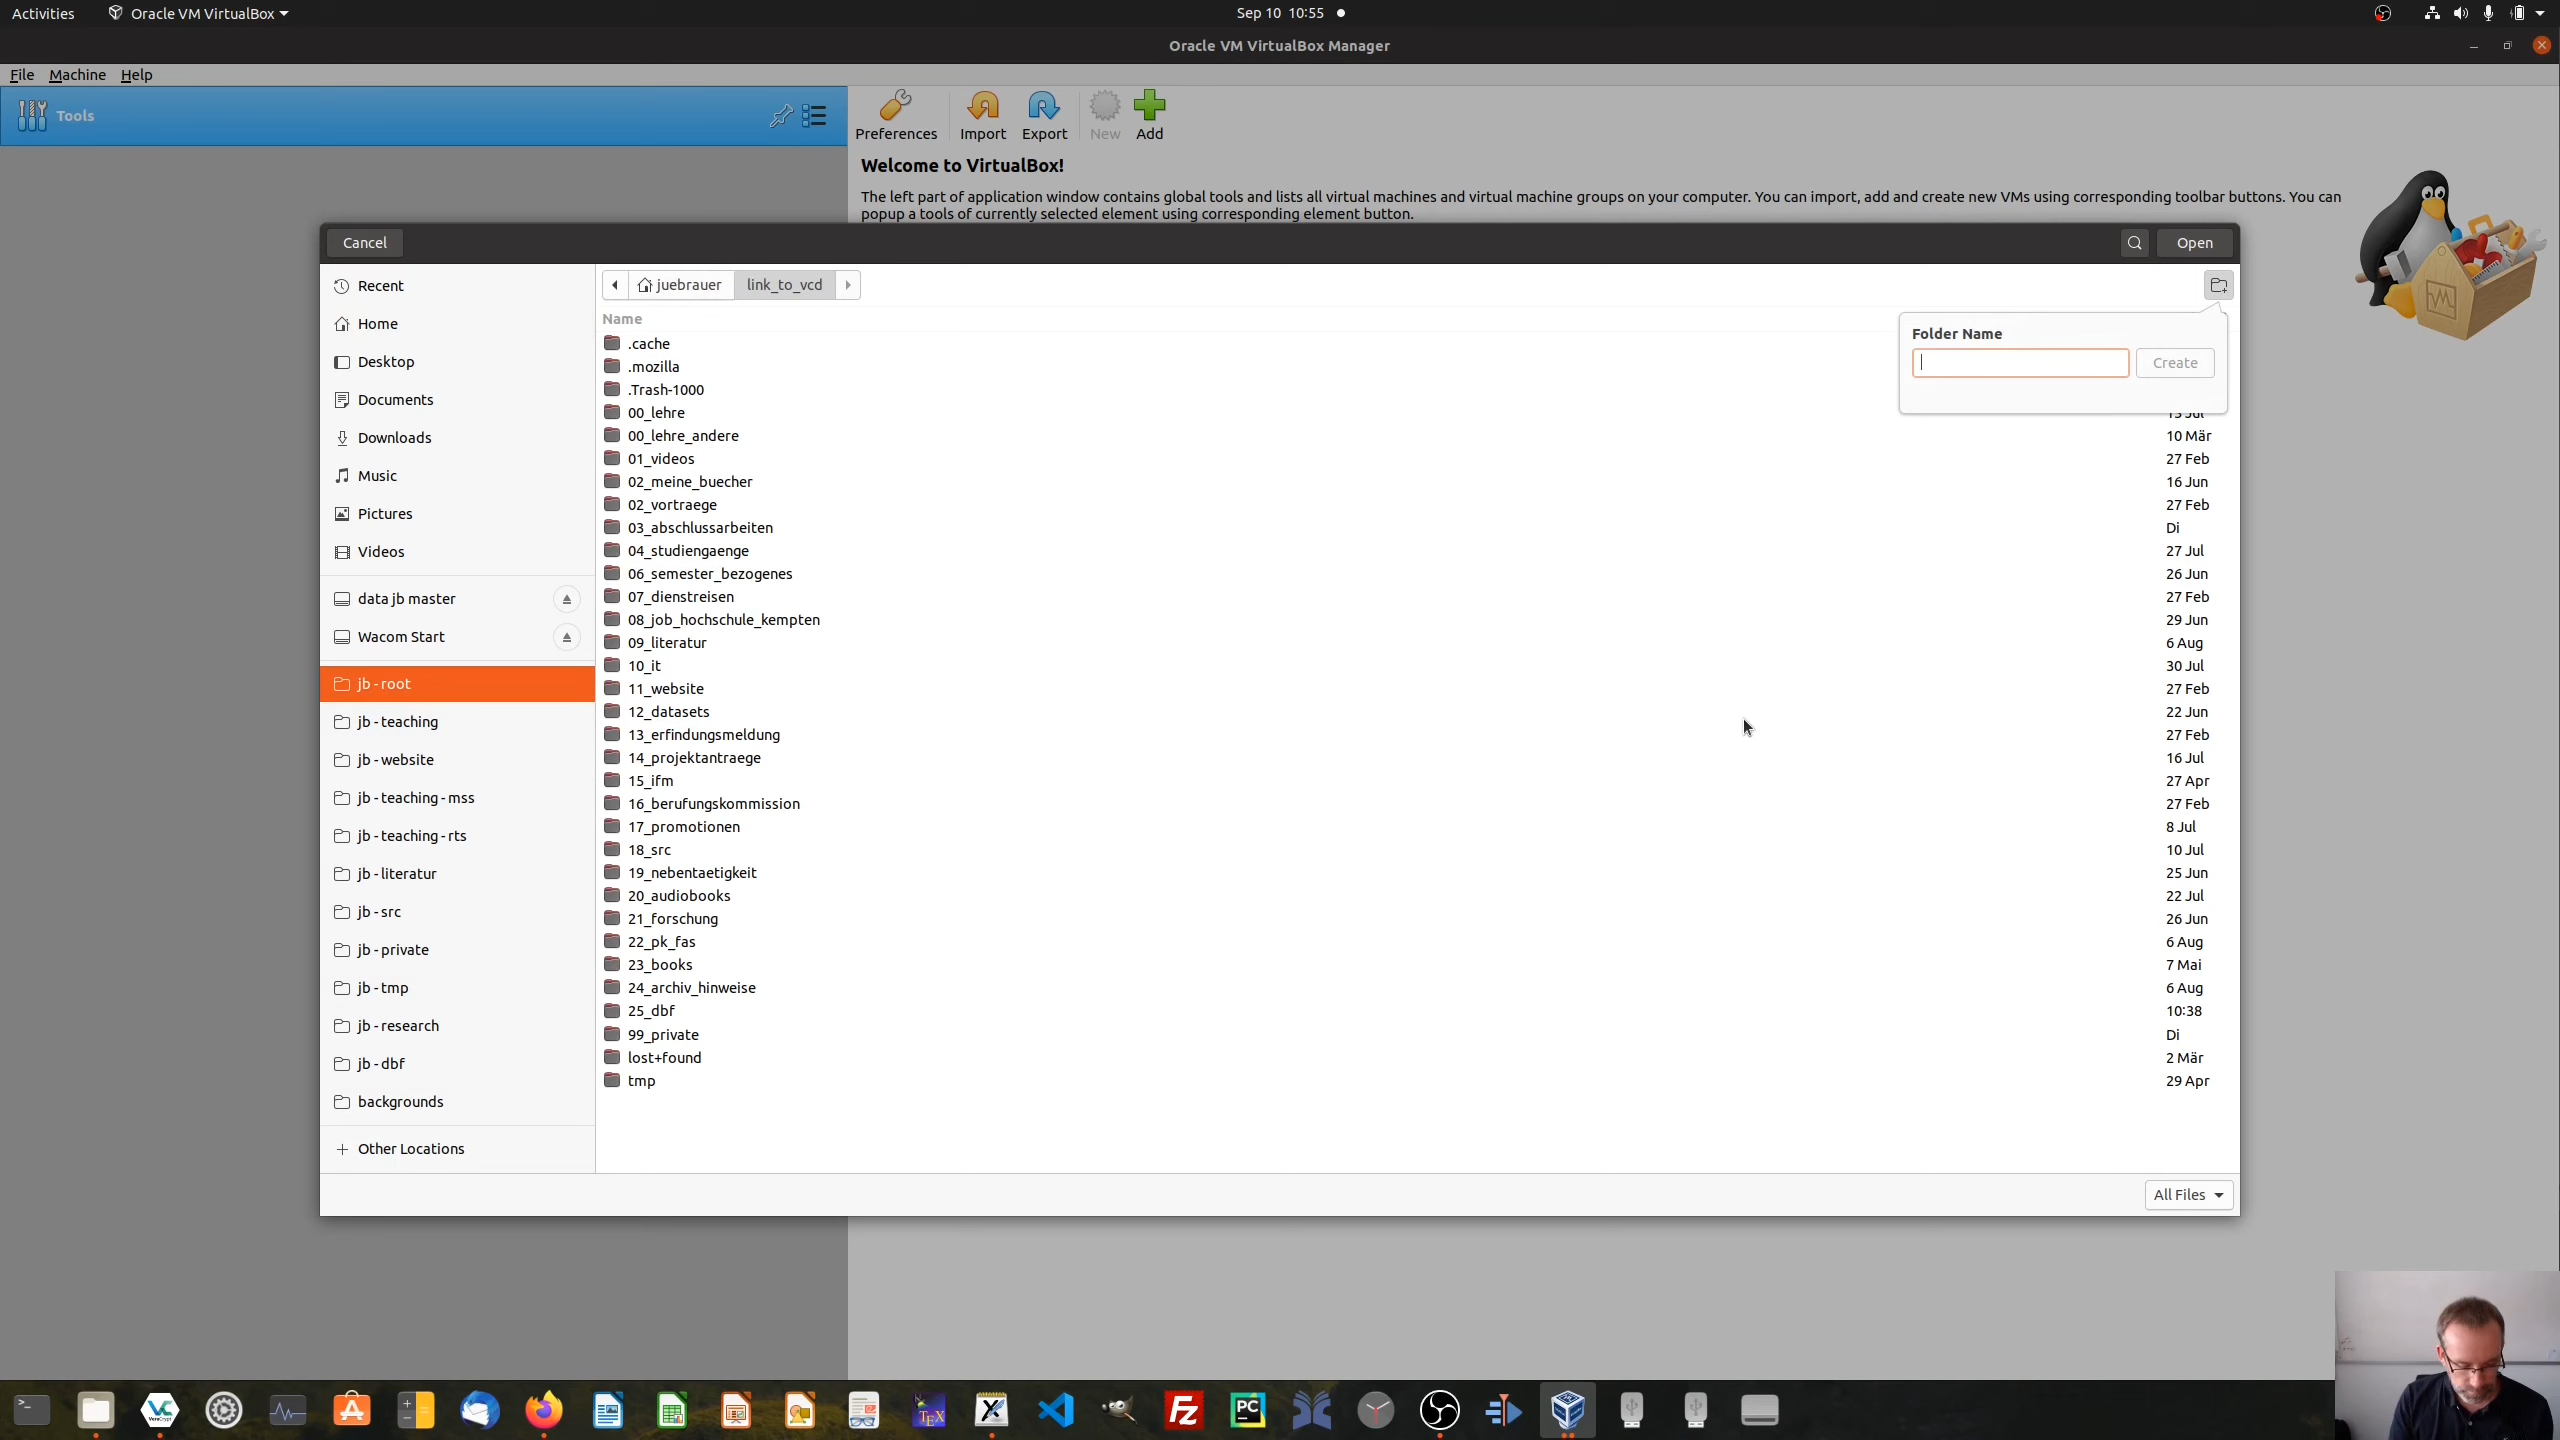 Activities
Oracle VM VirtualBox
Sep 10 10:55
Oracle VM VirtualBox Manager
File Machine Help
Tools
Preferences
Import
Export
New
Add
Welcome to VirtualBox!
The left part of application window contains global tools and lists all virtual machines and virtual machine groups on your computer. You can import, add and create new VMs using corresponding toolbar buttons. You can
popup a tools of currently selected element using corresponding element button.
Cancel
Open
Recent
Home
Desktop
Documents
Downloads
Music
Pictures
Videos
data jb master
Wacom Start
jb - root
jb - teaching
jb - website
jb - teaching - mss
jb - teaching - rts
jb - literatur
jb - src
jb - private
jb - tmp
jb - research
jb - dbf
backgrounds
Other Locations
juebrauer
link_to_vcd
Name
Folder Name
Create
.cache
.mozilla
.Trash-1000
00_lehre
00_lehre_andere 10 Mär
01_videos 27 Feb
02_meine_buecher 16 Jun
02_vortraege 27 Feb
03_abschlussarbeiten Di
04_studiengaenge 27 Jul
06_semester_bezogenes 26 Jun
07_dienstreisen 27 Feb
08_job_hochschule_kempten 29 Jun
09_literatur 6 Aug
10_it 30 Jul
11_website 27 Feb
12_datasets 22 Jun
13_erfindungsmeldung 27 Feb
14_projektantraege 16 Jul
15_ifm 27 Apr
16_berufungskommission 27 Feb
17_promotionen 8 Jul
18_src 10 Jul
19_nebentaetigkeit 25 Jun
20_audiobooks 22 Jul
21_forschung 26 Jun
22_pk_fas 6 Aug
23_books 7 Mai
24_archiv_hinweise 6 Aug
25_dbf 10:38
99_private Di
lost+found 2 Mär
tmp 29 Apr
All Files
VeraCrypt
TEX
Fz
PC